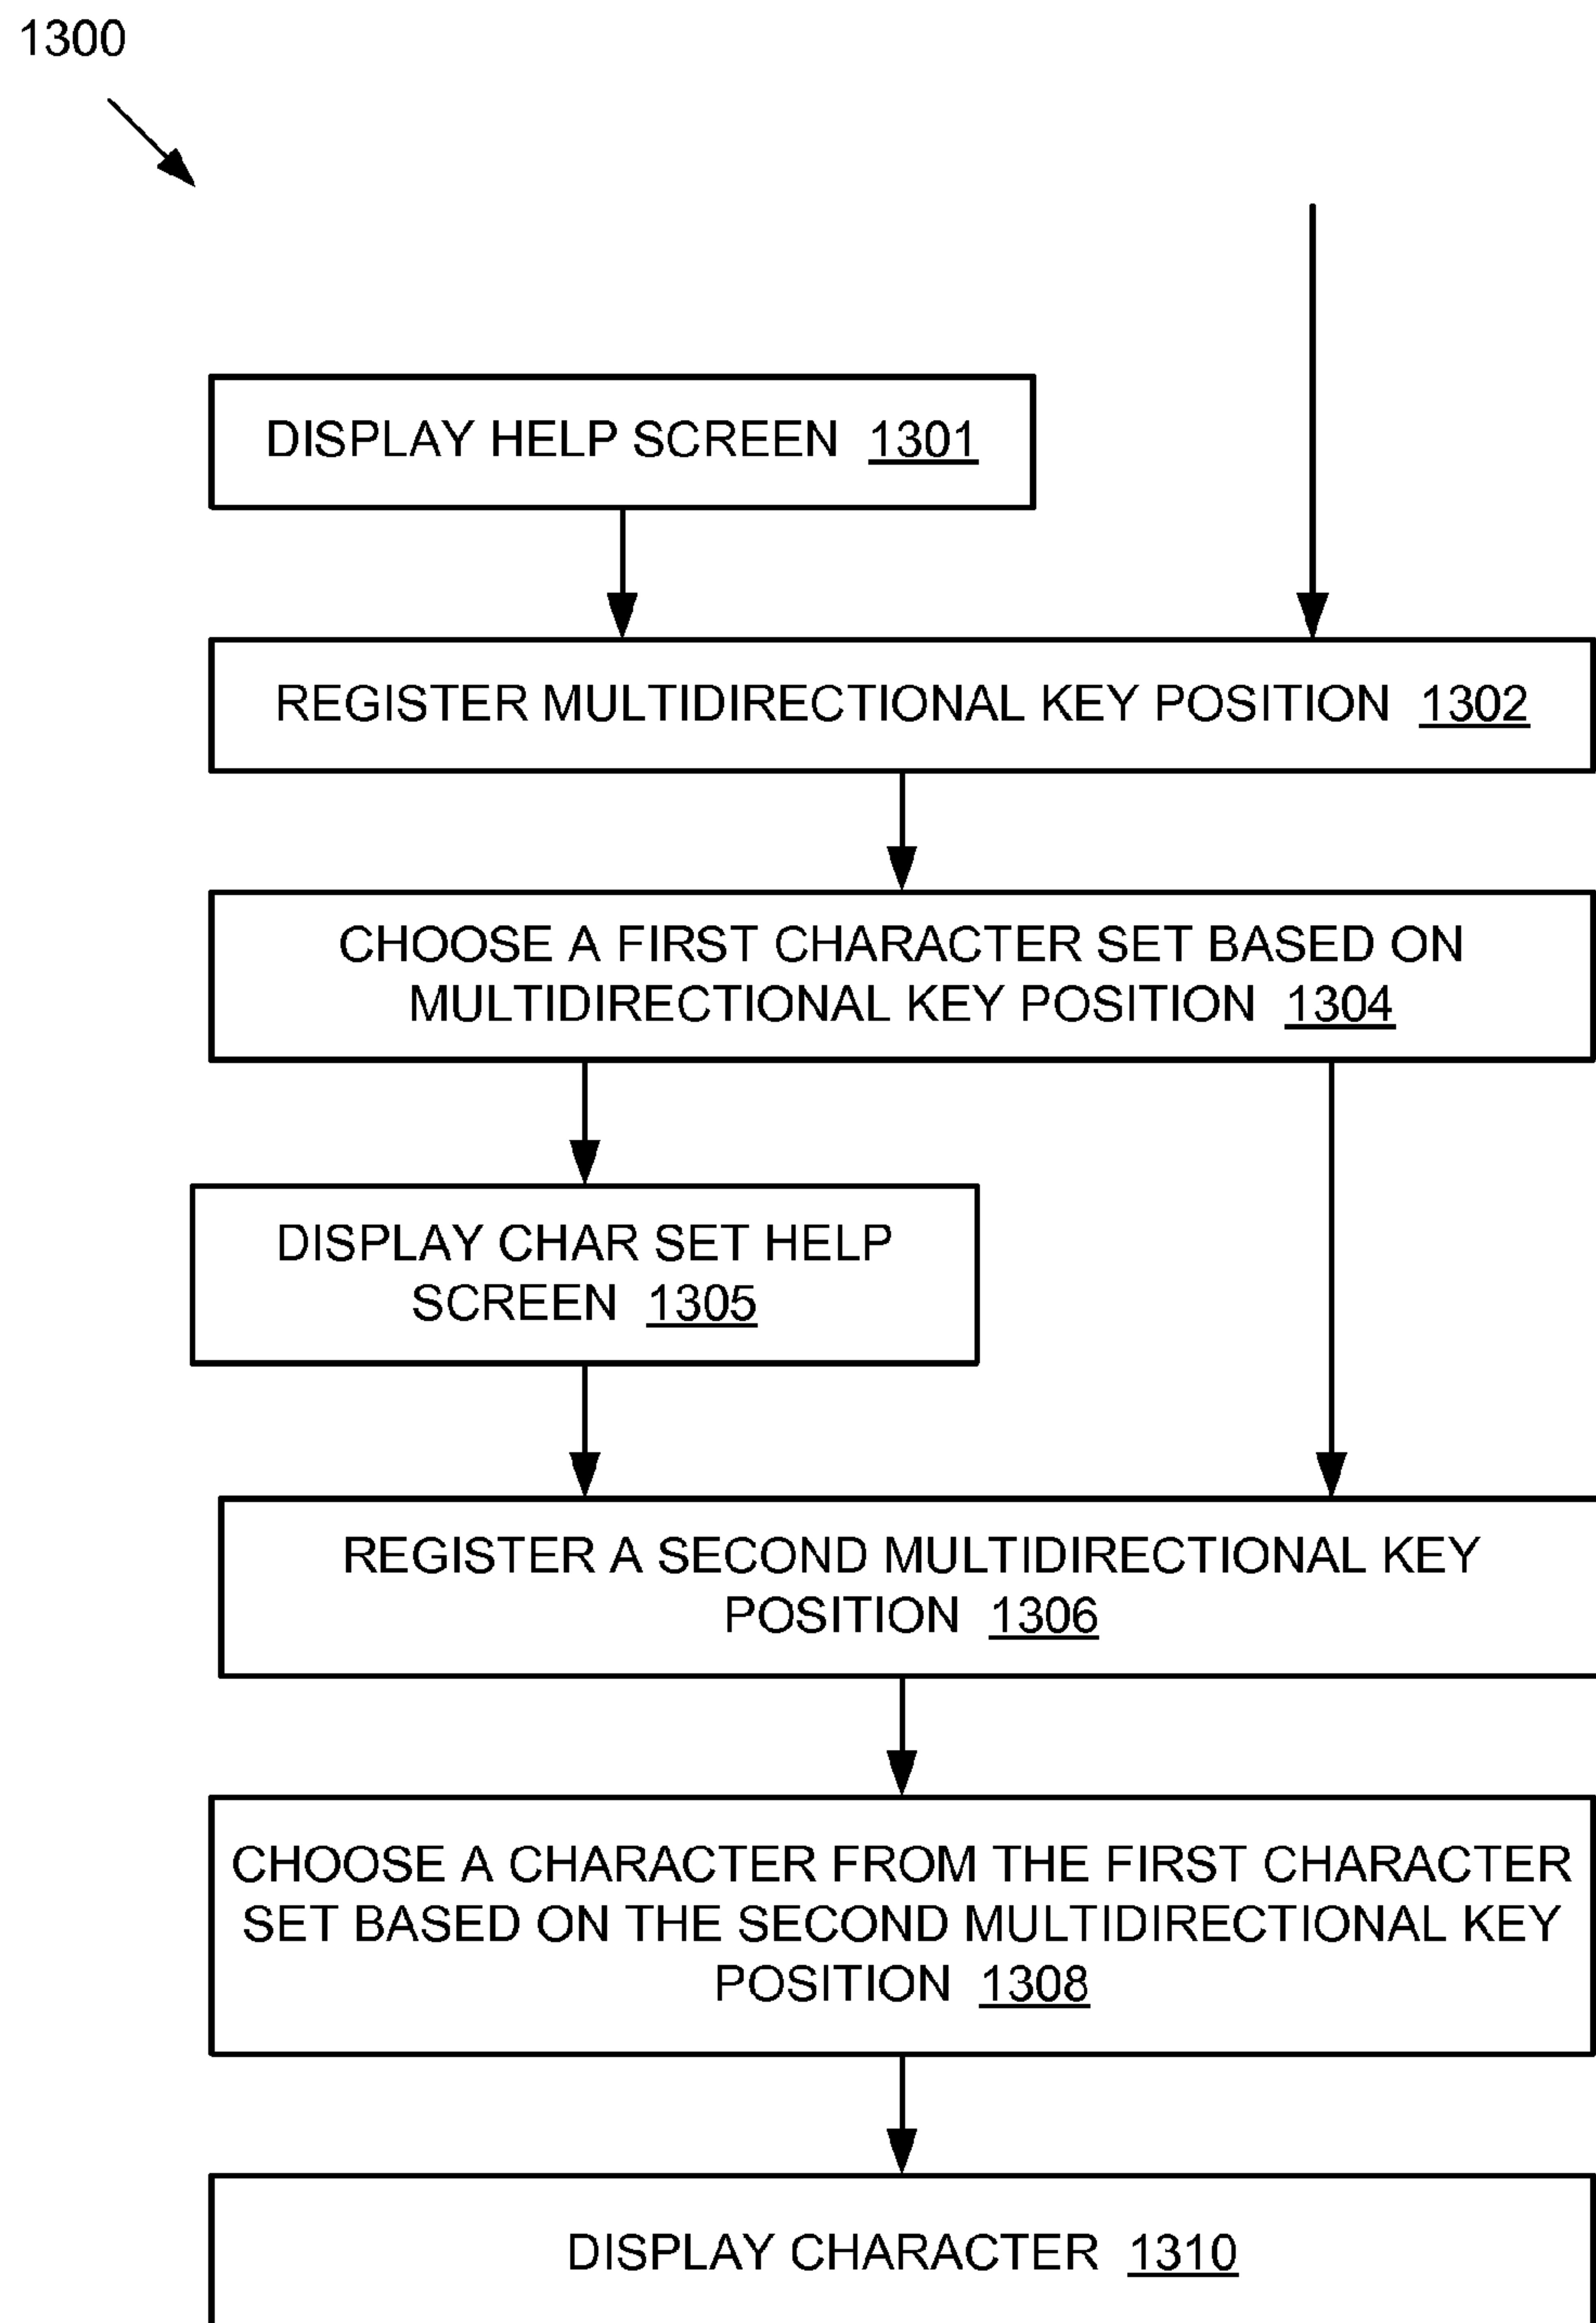 1300
DISPLAY HELP SCREEN 1301
REGISTER MULTIDIRECTIONAL KEY POSITION 1302
CHOOSE A FIRST CHARACTER SET BASED ON
MULTIDIRECTIONAL KEY POSITION 1304
DISPLAY CHAR SET HELP
SCREEN 1305
REGISTER A SECOND MULTIDIRECTIONAL KEY
POSITION 1306
CHOOSE A CHARACTER FROM THE FIRST CHARACTER
SET BASED ON THE SECOND MULTIDIRECTIONAL KEY
POSITION 1308
DISPLAY CHARACTER 1310